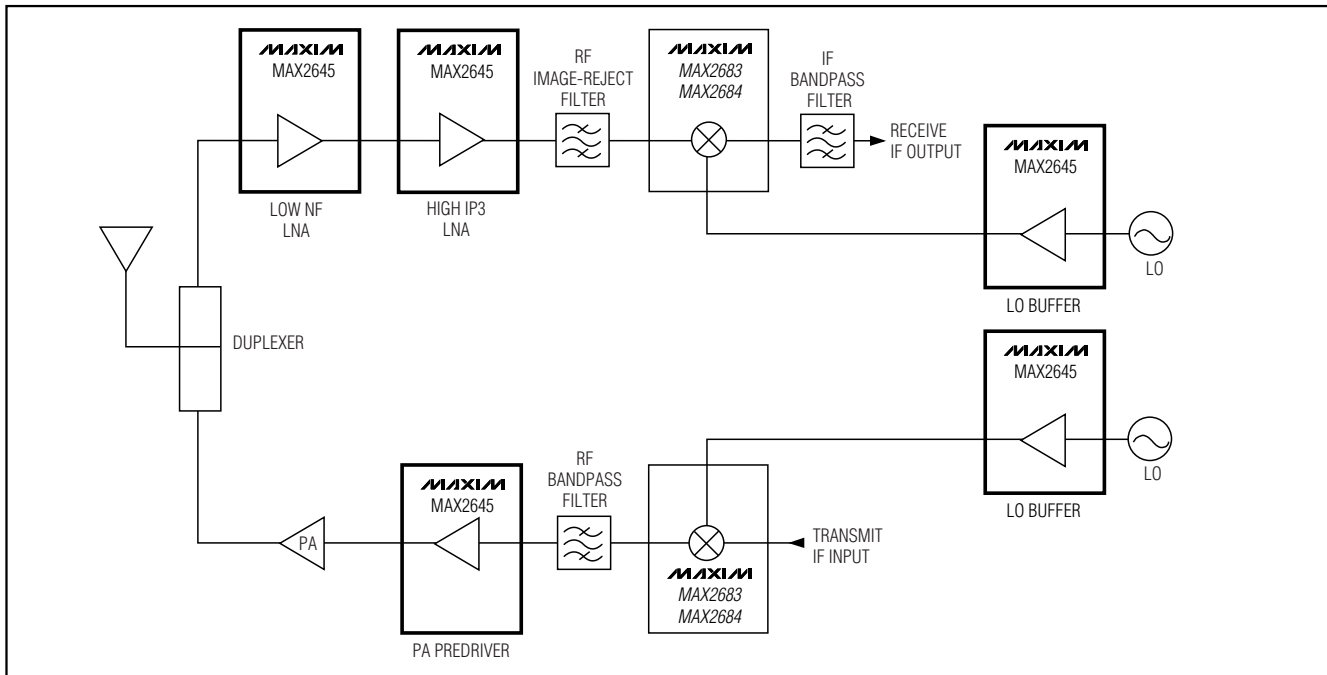 MAXIM
MAX2645
LOW NF
LNA
MAXIM
MAX2645
HIGH IP3
LNA
RF
IMAGE-REJECT
FILTER
MAXIM
MAX2683
MAX2684
IF
BANDPASS
FILTER
RECEIVE
IF OUTPUT
MAXIM
MAX2645
LO BUFFER
LO
DUPLEXER
MAXIM
MAX2645
LO BUFFER
LO
PA
MAXIM
MAX2645
PA PREDRIVER
RF
BANDPASS
FILTER
MAXIM
MAX2683
MAX2684
TRANSMIT
IF INPUT